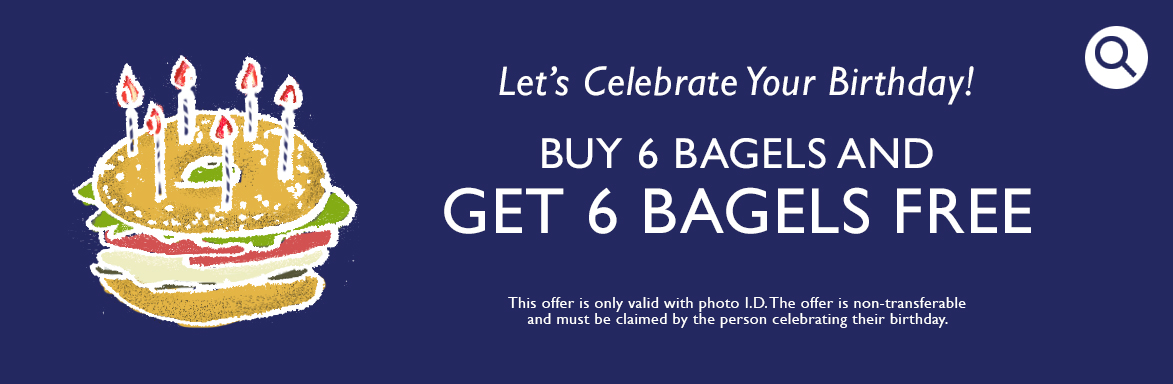 Let's Celebrate Your Birthday!
BUY 6 BAGELS AND
GET 6 BAGELS FREE
This offer is only valid with photo I.D. The offer is non-transferable
and must be claimed by the person celebrating their birthday.